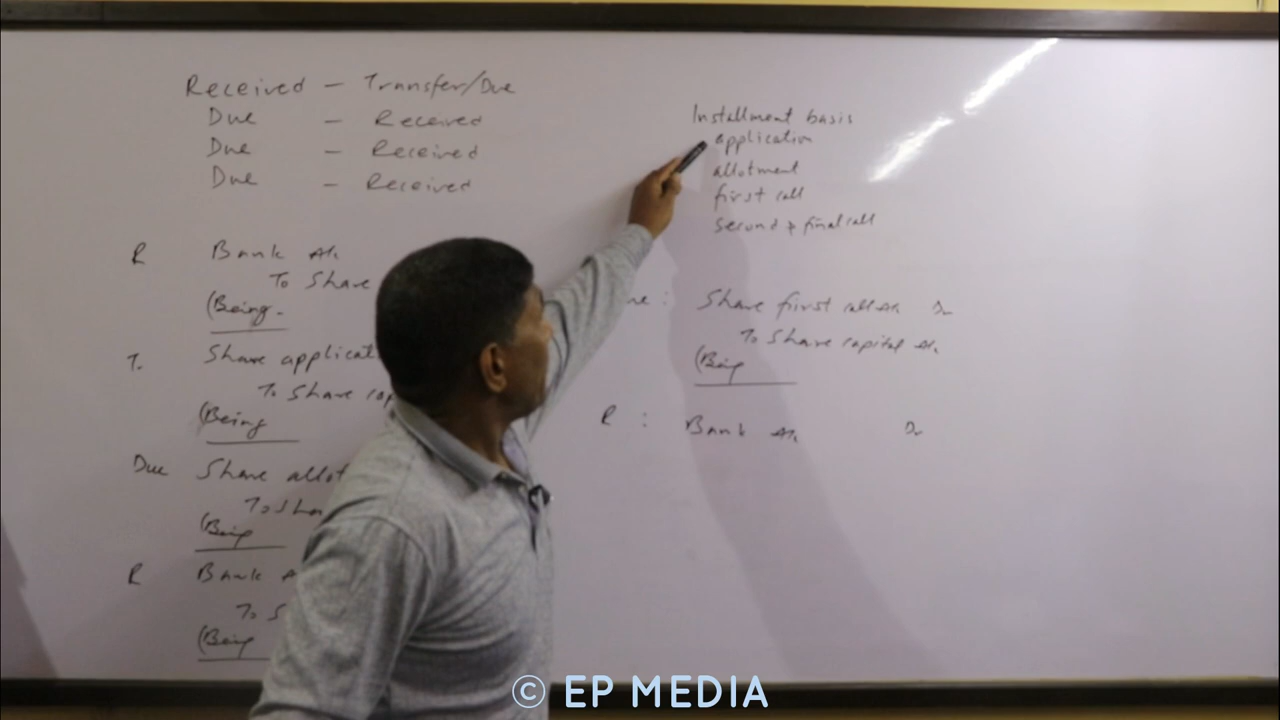 Received – Transfer/Due
Due – Received
Due – Received
Due – Received
Installment basis
application
allotment
first call
second & final call
R Bank A/c
To Share
(Being
T. Share applicat
To Share cap
(Being
Due Share allot
To Shar
(Being
R Bank A
To S
(Being
ue : Share first call A/c Dr
To Share capital A/c
(Being
R : Bank A/c Dr
© EP MEDIA